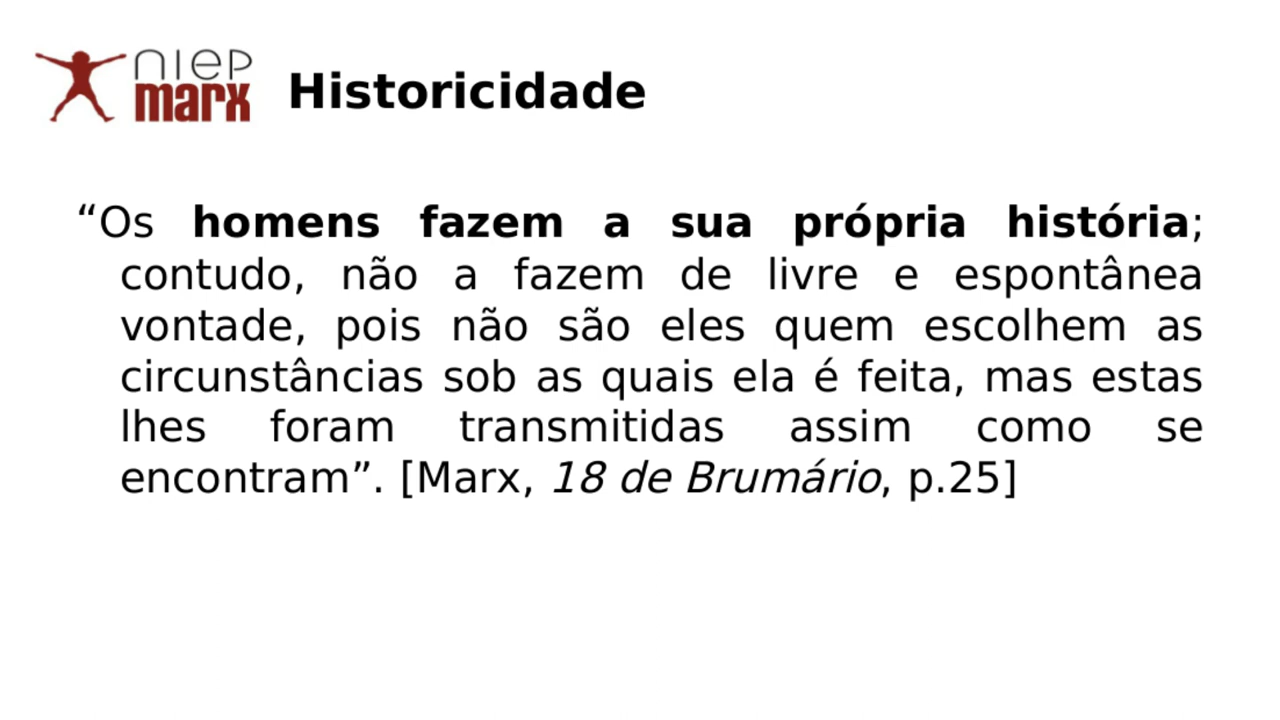 NIEP
marx
Historicidade
“Os homens fazem a sua própria história;
contudo, não a fazem de livre e espontânea
vontade, pois não são eles quem escolhem as
circunstâncias sob as quais ela é feita, mas estas
lhes foram transmitidas assim como se
encontram”. [Marx, 18 de Brumário, p.25]